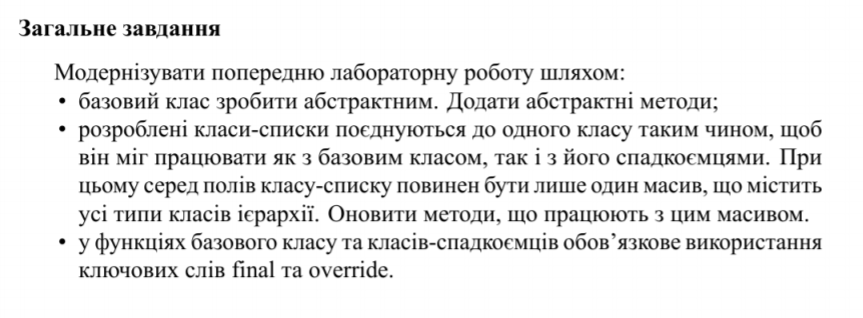 Загальне завдання
Модернізувати попередню лабораторну роботу шляхом:
• базовий клас зробити абстрактним. Додати абстрактні методи;
• розроблені класи-списки поєднуються до одного класу таким чином, щоб
він міг працювати як з базовим класом, так і з його спадкоємцями. При
цьому серед полів класу-списку повинен бути лише один масив, що містить
усі типи класів ієрархії. Оновити методи, що працюють з цим масивом.
• у функціях базового класу та класів-спадкоємців обов’язкове використання
ключових слів final та override.